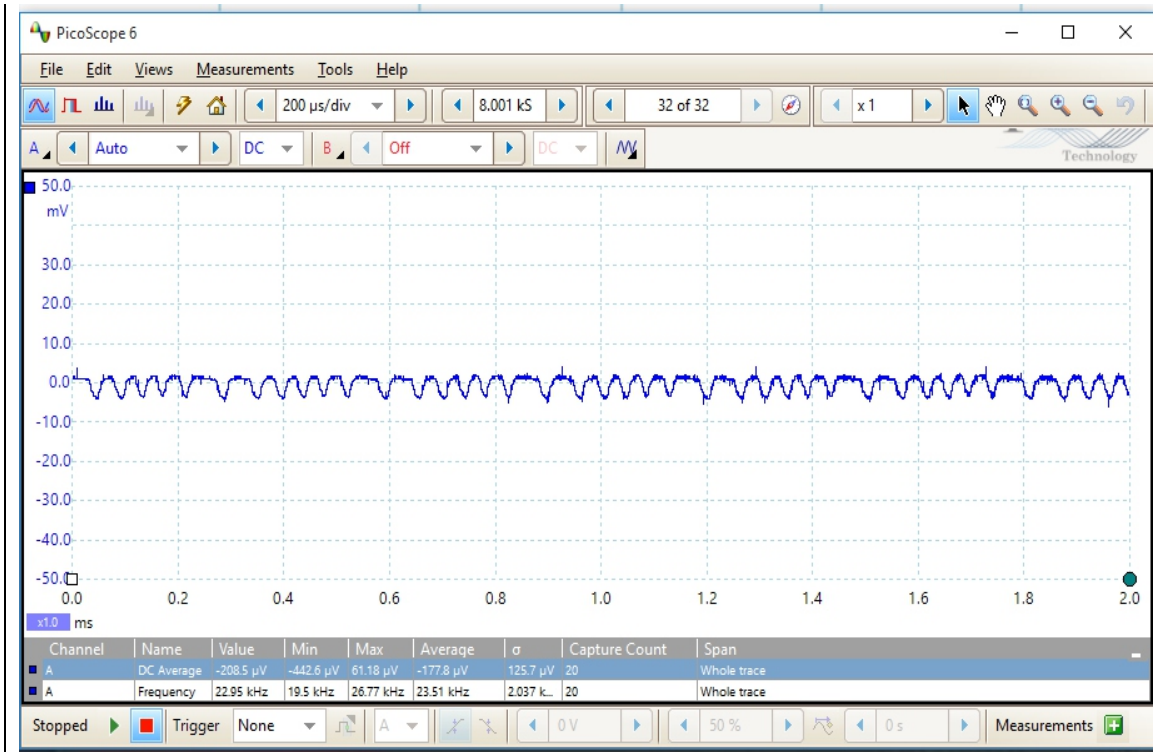 PicoScope 6
File Edit Views Measurements Tools Help
200 µs/div 8.001 kS 32 of 32 x 1
A Auto DC B Off DC
Technology
50.0
mV
30.0
20.0
10.0
0.0
-10.0
-20.0
-30.0
-40.0
-50.0
0.0 0.2 0.4 0.6 0.8 1.0 1.2 1.4 1.6 1.8 2.0
x1.0 ms
Channel Name Value Min Max Average σ Capture Count Span
A DC Average -208.5 µV -442.6 µV 61.18 µV -177.8 µV 125.7 µV 20 Whole trace
A Frequency 22.95 kHz 19.5 kHz 26.77 kHz 23.51 kHz 2.037 k... 20 Whole trace
Stopped Trigger None A 0 V 50 % 0 s Measurements